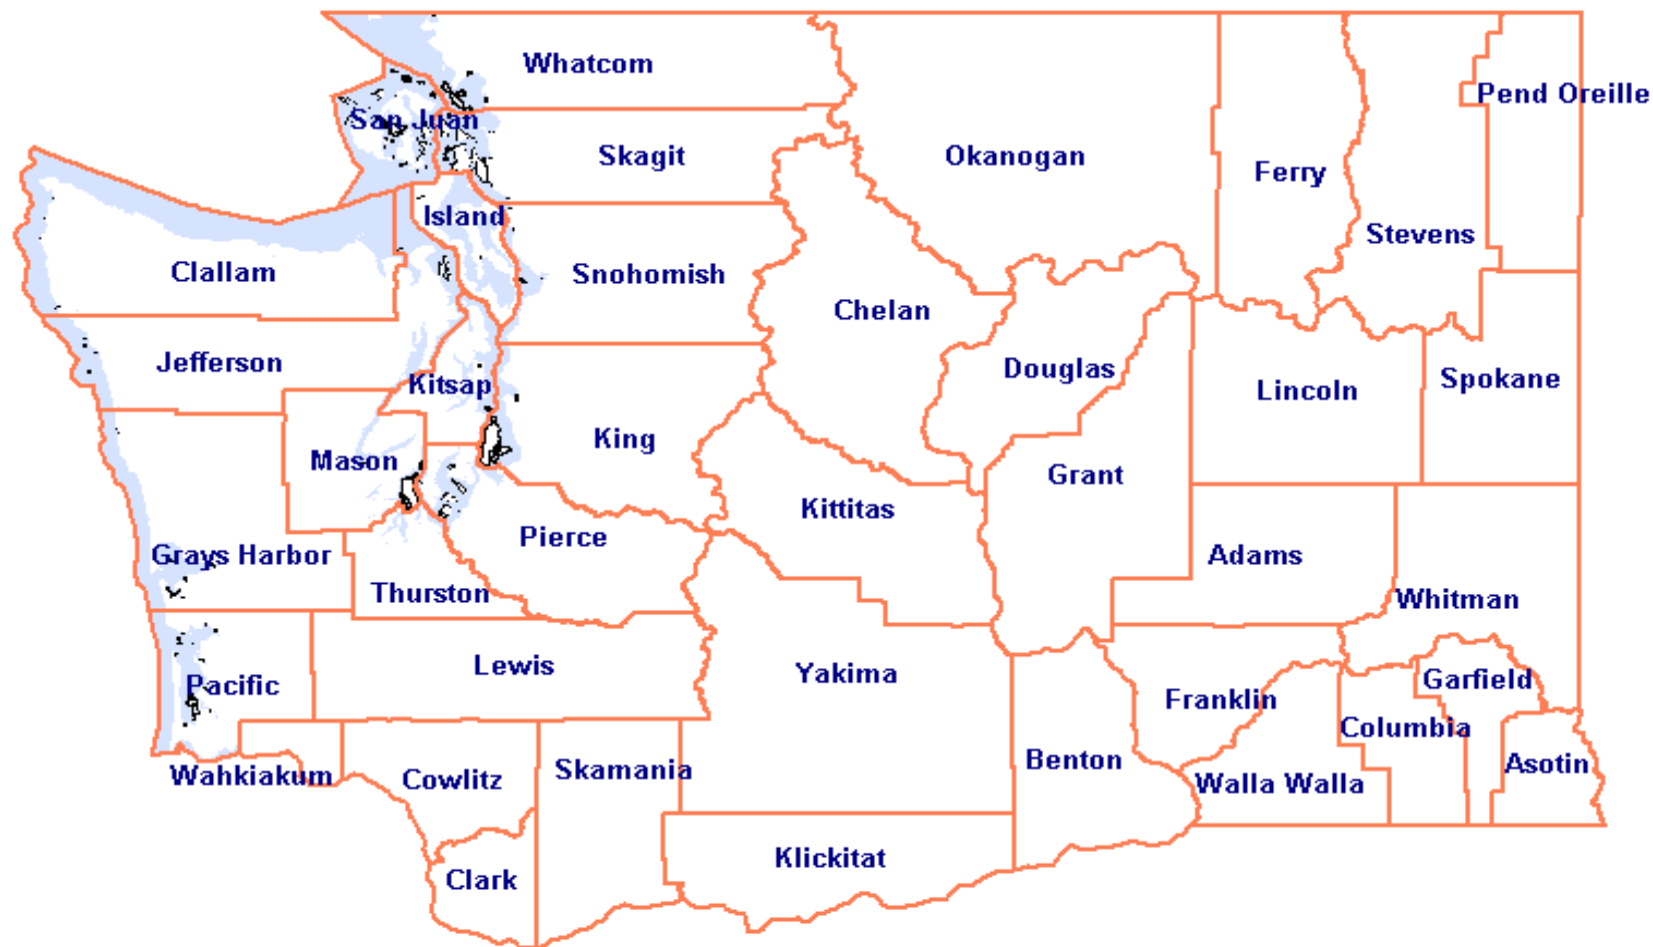 Whatcom
Pend Oreille
San Juan
Skagit
Okanogan
Ferry
Island
Stevens
Clallam
Snohomish
Chelan
Jefferson
Kitsap
Douglas
Lincoln
Spokane
King
Mason
Grant
Kittitas
Pierce
Grays Harbor
Adams
Thurston
Whitman
Lewis
Yakima
Pacific
Garfield
Franklin
Columbia
Benton
Asotin
Wahkiakum
Cowlitz
Skamania
Walla Walla
Klickitat
Clark